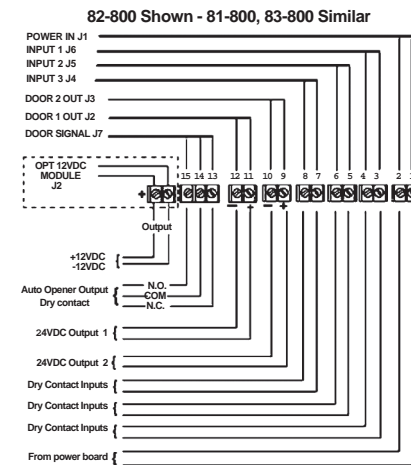 82-800 Shown - 81-800, 83-800 Similar
POWER IN J1
INPUT 1 J6
INPUT 2 J5
INPUT 3 J4
DOOR 2 OUT J3
DOOR 1 OUT J2
DOOR SIGNAL J7
OPT 12VDC
MODULE
J2
+
15 14 13 12 11 10 9 8 7 6 5 4 3 2 1
Output
− + − +
+12VDC
-12VDC
{
Auto Opener Output
Dry contact
{
N.O.
COM
N.C.
24VDC Output 1 {
24VDC Output 2 {
Dry Contact Inputs {
Dry Contact Inputs {
Dry Contact Inputs {
From power board {